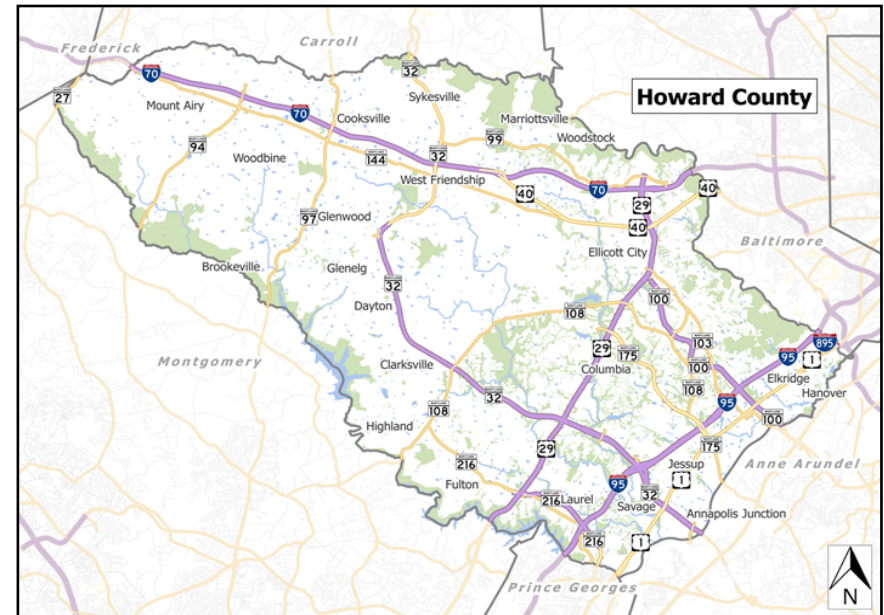 Howard County
Frederick
Carroll
Baltimore
Montgomery
Anne Arundel
Prince Georges
Mount Airy
Cooksville
Sykesville
Marriottsville
Woodstock
Woodbine
West Friendship
Glenwood
Ellicott City
Brookeville
Glenelg
Dayton
Clarksville
Columbia
Elkridge
Hanover
Highland
Fulton
Laurel
Savage
Jessup
Annapolis Junction
70
32
27
70
94
99
144
32
40
70
29
40
40
97
32
100
108
103
29
175
895
95
1
100
108
32
108
95
100
175
29
216
95
32
1
216
216
1
N